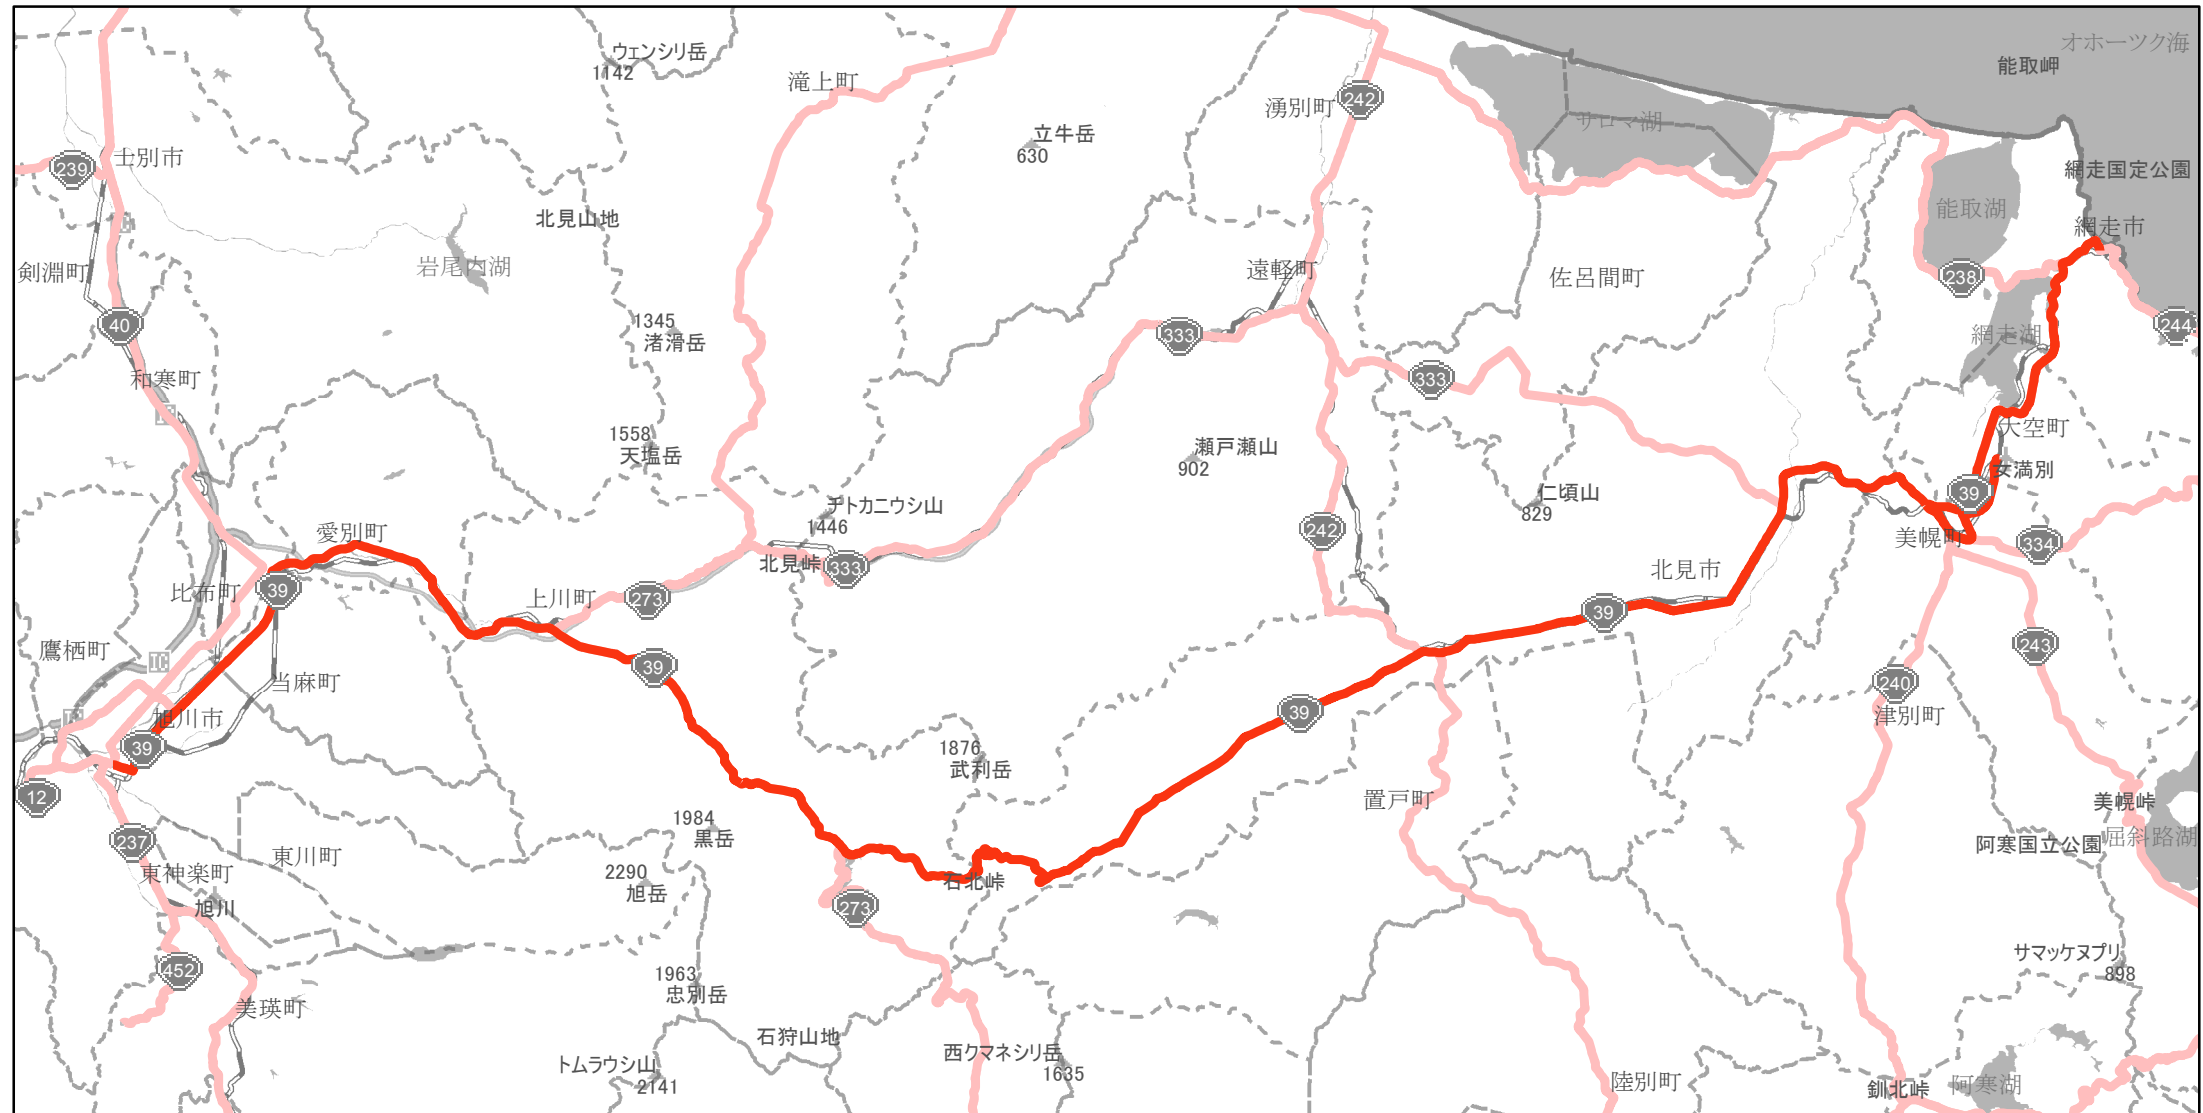 オホーツク海
能取岬
ウェンシリ岳
1142
滝上町
湧別町
242
サロマ湖
立牛岳
630
士別市
239
網走国定公園
北見山地
能取湖
網走市
岩尾内湖
剣淵町
遠軽町
佐呂間町
238
40
1345
渚滑岳
333
網走湖
244
和寒町
333
IC
1558
天塩岳
瀬戸瀬山
902
大空町
女満別
チトカニウシ山
1446
仁頃山
829
39
242
愛別町
美幌町
334
北見峠
333
北見市
比布町
39
上川町
273
39
鷹栖町
IC
当麻町
39
243
240
津別町
旭川市
39
IC
39
1876
武利岳
12
置戸町
美幌峠
237
1984
黒岳
屈斜路湖
阿寒国立公園
東川町
東神楽町
2290
旭岳
石北峠
旭川
273
452
サマッケヌプリ
898
1963
忠別岳
美瑛町
石狩山地
西クマネシリ岳
1635
トムラウシ山
2141
陸別町
釧北峠
阿寒湖